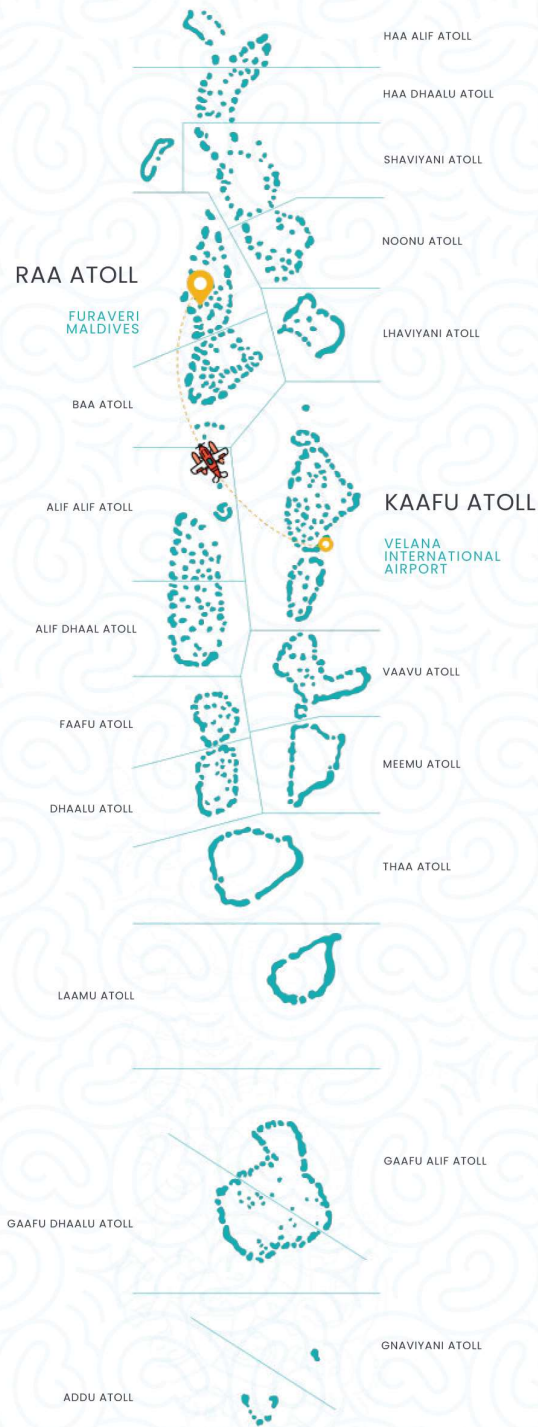 HAA ALIF ATOLL
HAA DHAALU ATOLL
SHAVIYANI ATOLL
NOONU ATOLL
RAA ATOLL
FURAVERI
MALDIVES
LHAVIYANI ATOLL
BAA ATOLL
ALIF ALIF ATOLL
KAAFU ATOLL
VELANA
INTERNATIONAL
AIRPORT
ALIF DHAAL ATOLL
VAAVU ATOLL
FAAFU ATOLL
MEEMU ATOLL
DHAALU ATOLL
THAA ATOLL
LAAMU ATOLL
GAAFU ALIF ATOLL
GAAFU DHAALU ATOLL
GNAVIYANI ATOLL
ADDU ATOLL